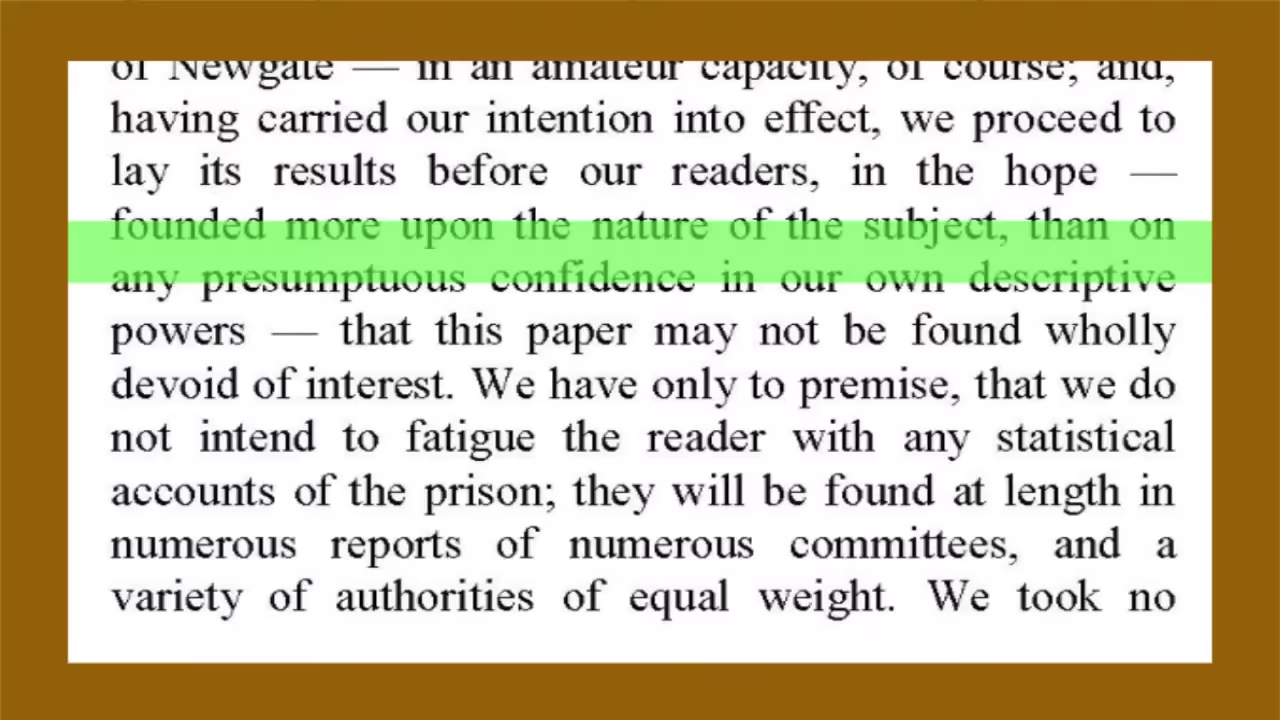 of Newgate — in an amateur capacity, of course; and,
having carried our intention into effect, we proceed to
lay its results before our readers, in the hope —
founded more upon the nature of the subject, than on
any presumptuous confidence in our own descriptive
powers — that this paper may not be found wholly
devoid of interest. We have only to premise, that we do
not intend to fatigue the reader with any statistical
accounts of the prison; they will be found at length in
numerous reports of numerous committees, and a
variety of authorities of equal weight. We took no